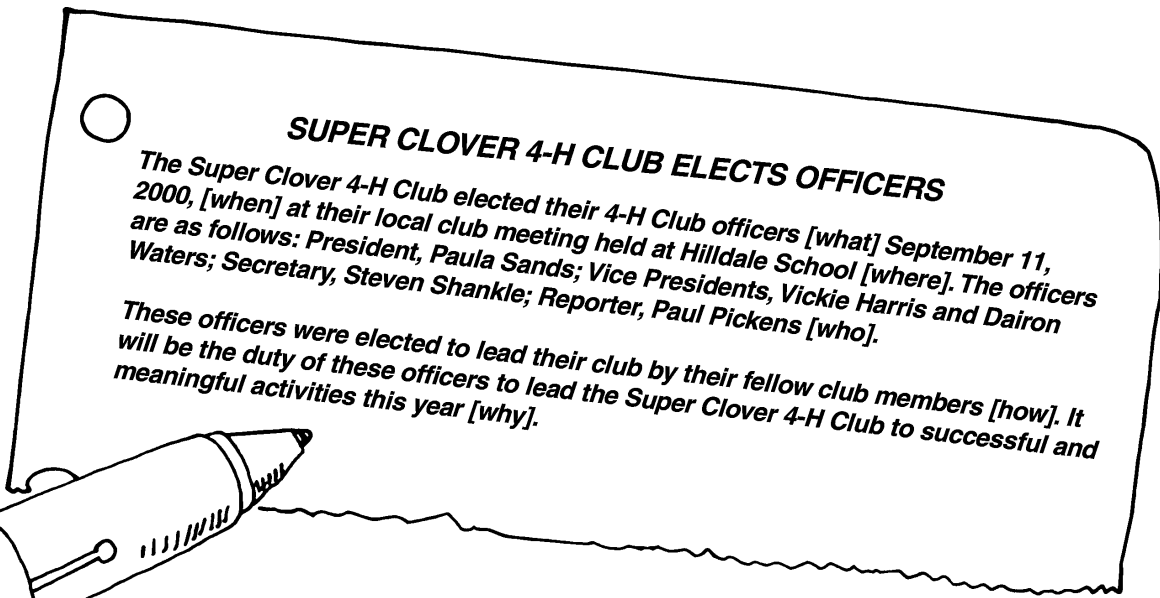 SUPER CLOVER 4-H CLUB ELECTS OFFICERS
The Super Clover 4-H Club elected their 4-H Club officers [what] September 11,
2000, [when] at their local club meeting held at Hilldale School [where]. The officers
are as follows: President, Paula Sands; Vice Presidents, Vickie Harris and Dairon
Waters; Secretary, Steven Shankle; Reporter, Paul Pickens [who].
These officers were elected to lead their club by their fellow club members [how]. It
will be the duty of these officers to lead the Super Clover 4-H Club to successful and
meaningful activities this year [why].